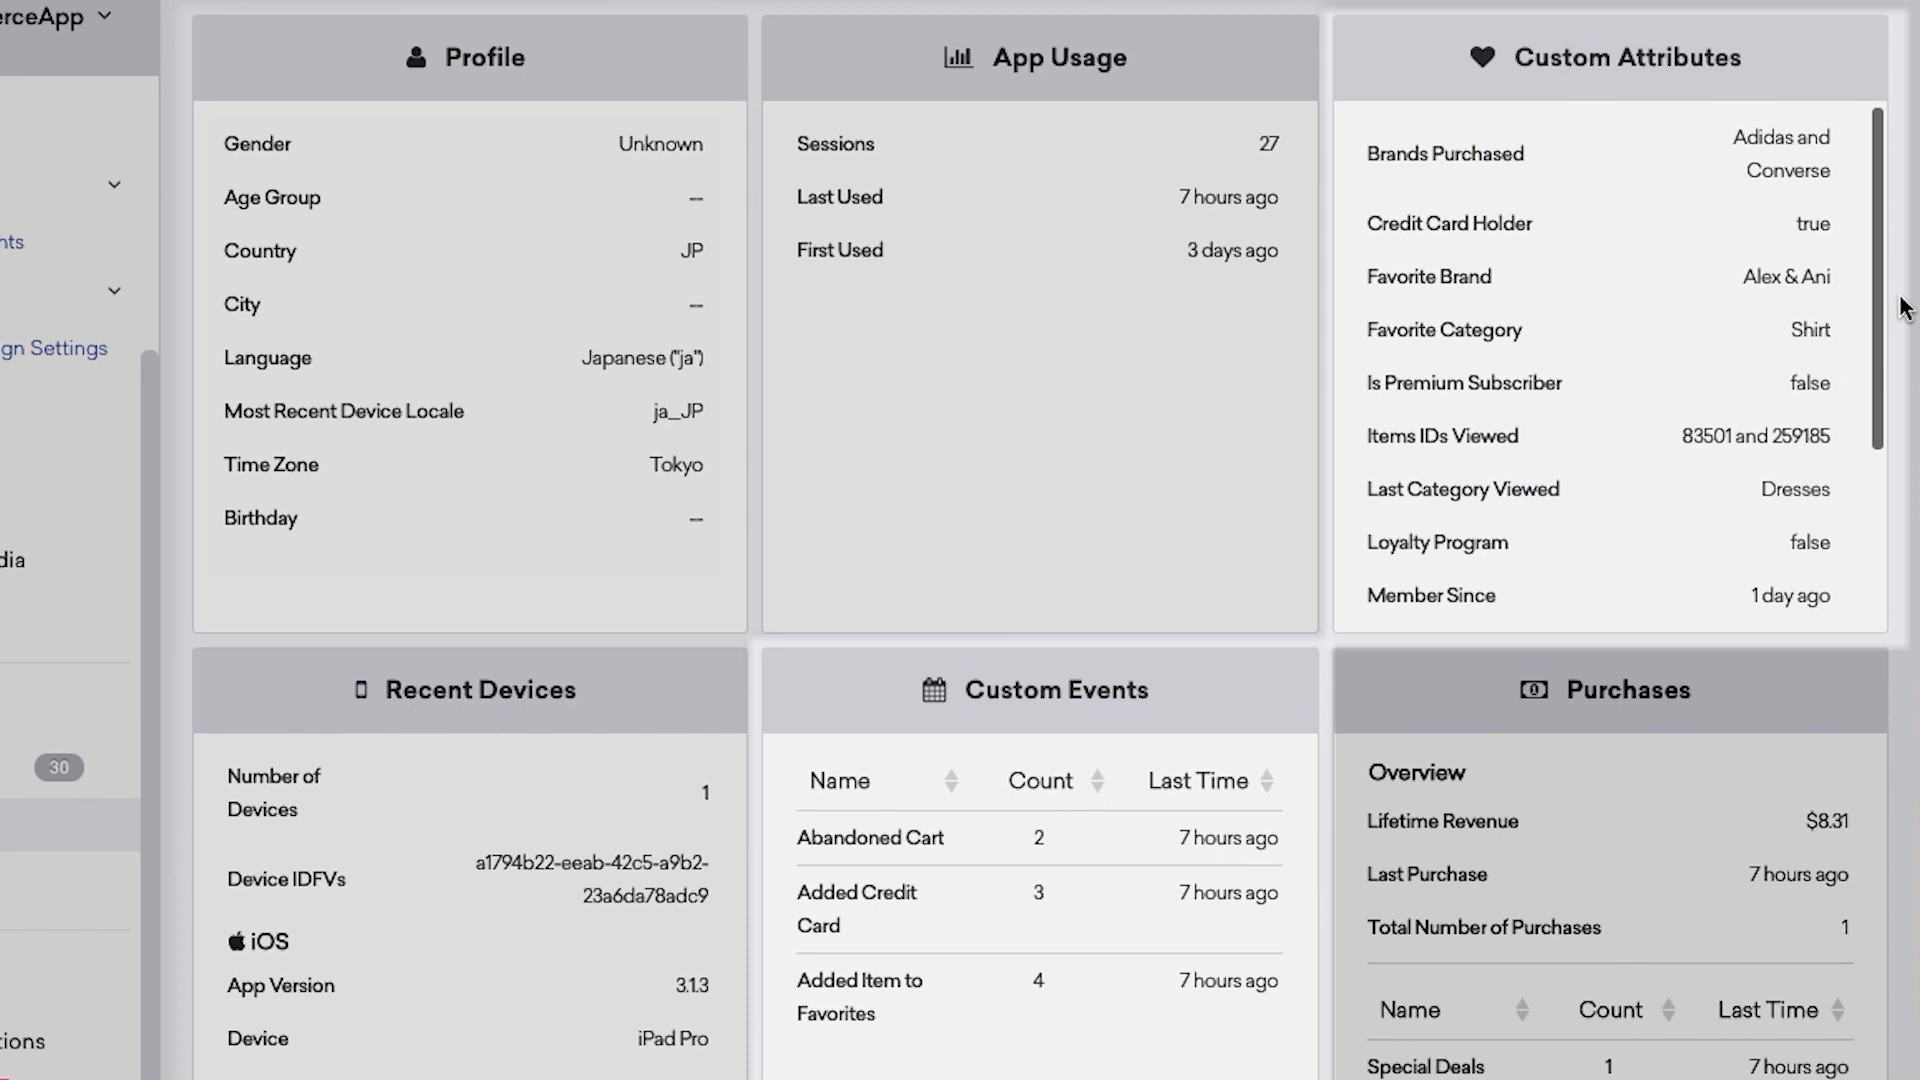 erceApp
hts
gn Settings
dia
30
tions
Profile
Gender Unknown
Age Group --
Country JP
City --
Language Japanese ("ja")
Most Recent Device Locale ja_JP
Time Zone Tokyo
Birthday --
App Usage
Sessions 27
Last Used 7 hours ago
First Used 3 days ago
Custom Attributes
Brands Purchased Adidas and
Converse
Credit Card Holder true
Favorite Brand Alex & Ani
Favorite Category Shirt
Is Premium Subscriber false
Items IDs Viewed 83501 and 259185
Last Category Viewed Dresses
Loyalty Program false
Member Since 1 day ago
Recent Devices
Number of
Devices 1
Device IDFVs a1794b22-eeab-42c5-a9b2-
23a6da78adc9
iOS
App Version 3.1.3
Device iPad Pro
Custom Events
Name Count Last Time
Abandoned Cart 2 7 hours ago
Added Credit
Card 3 7 hours ago
Added Item to
Favorites 4 7 hours ago
Purchases
Overview
Lifetime Revenue $8.31
Last Purchase 7 hours ago
Total Number of Purchases 1
Name Count Last Time
Special Deals 1 7 hours ago